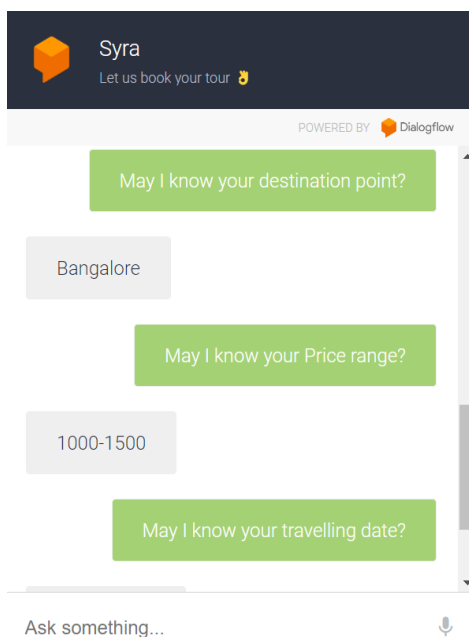 Syra
Let us book your tour 👌
POWERED BY Dialogflow
May I know your destination point?
Bangalore
May I know your Price range?
1000-1500
May I know your travelling date?
Ask something...